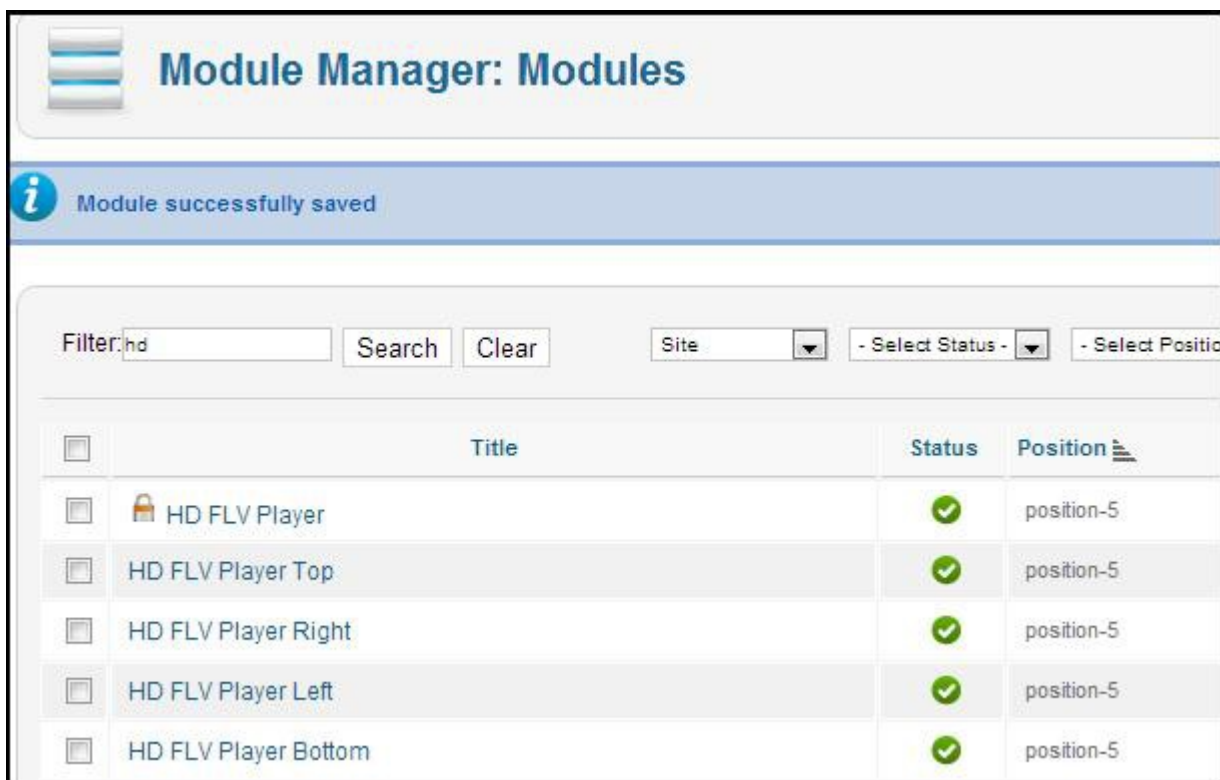 Module Manager: Modules
Module successfully saved
Filter: hd Search Clear Site - Select Status - - Select Positio
Title Status Position
HD FLV Player position-5
HD FLV Player Top position-5
HD FLV Player Right position-5
HD FLV Player Left position-5
HD FLV Player Bottom position-5